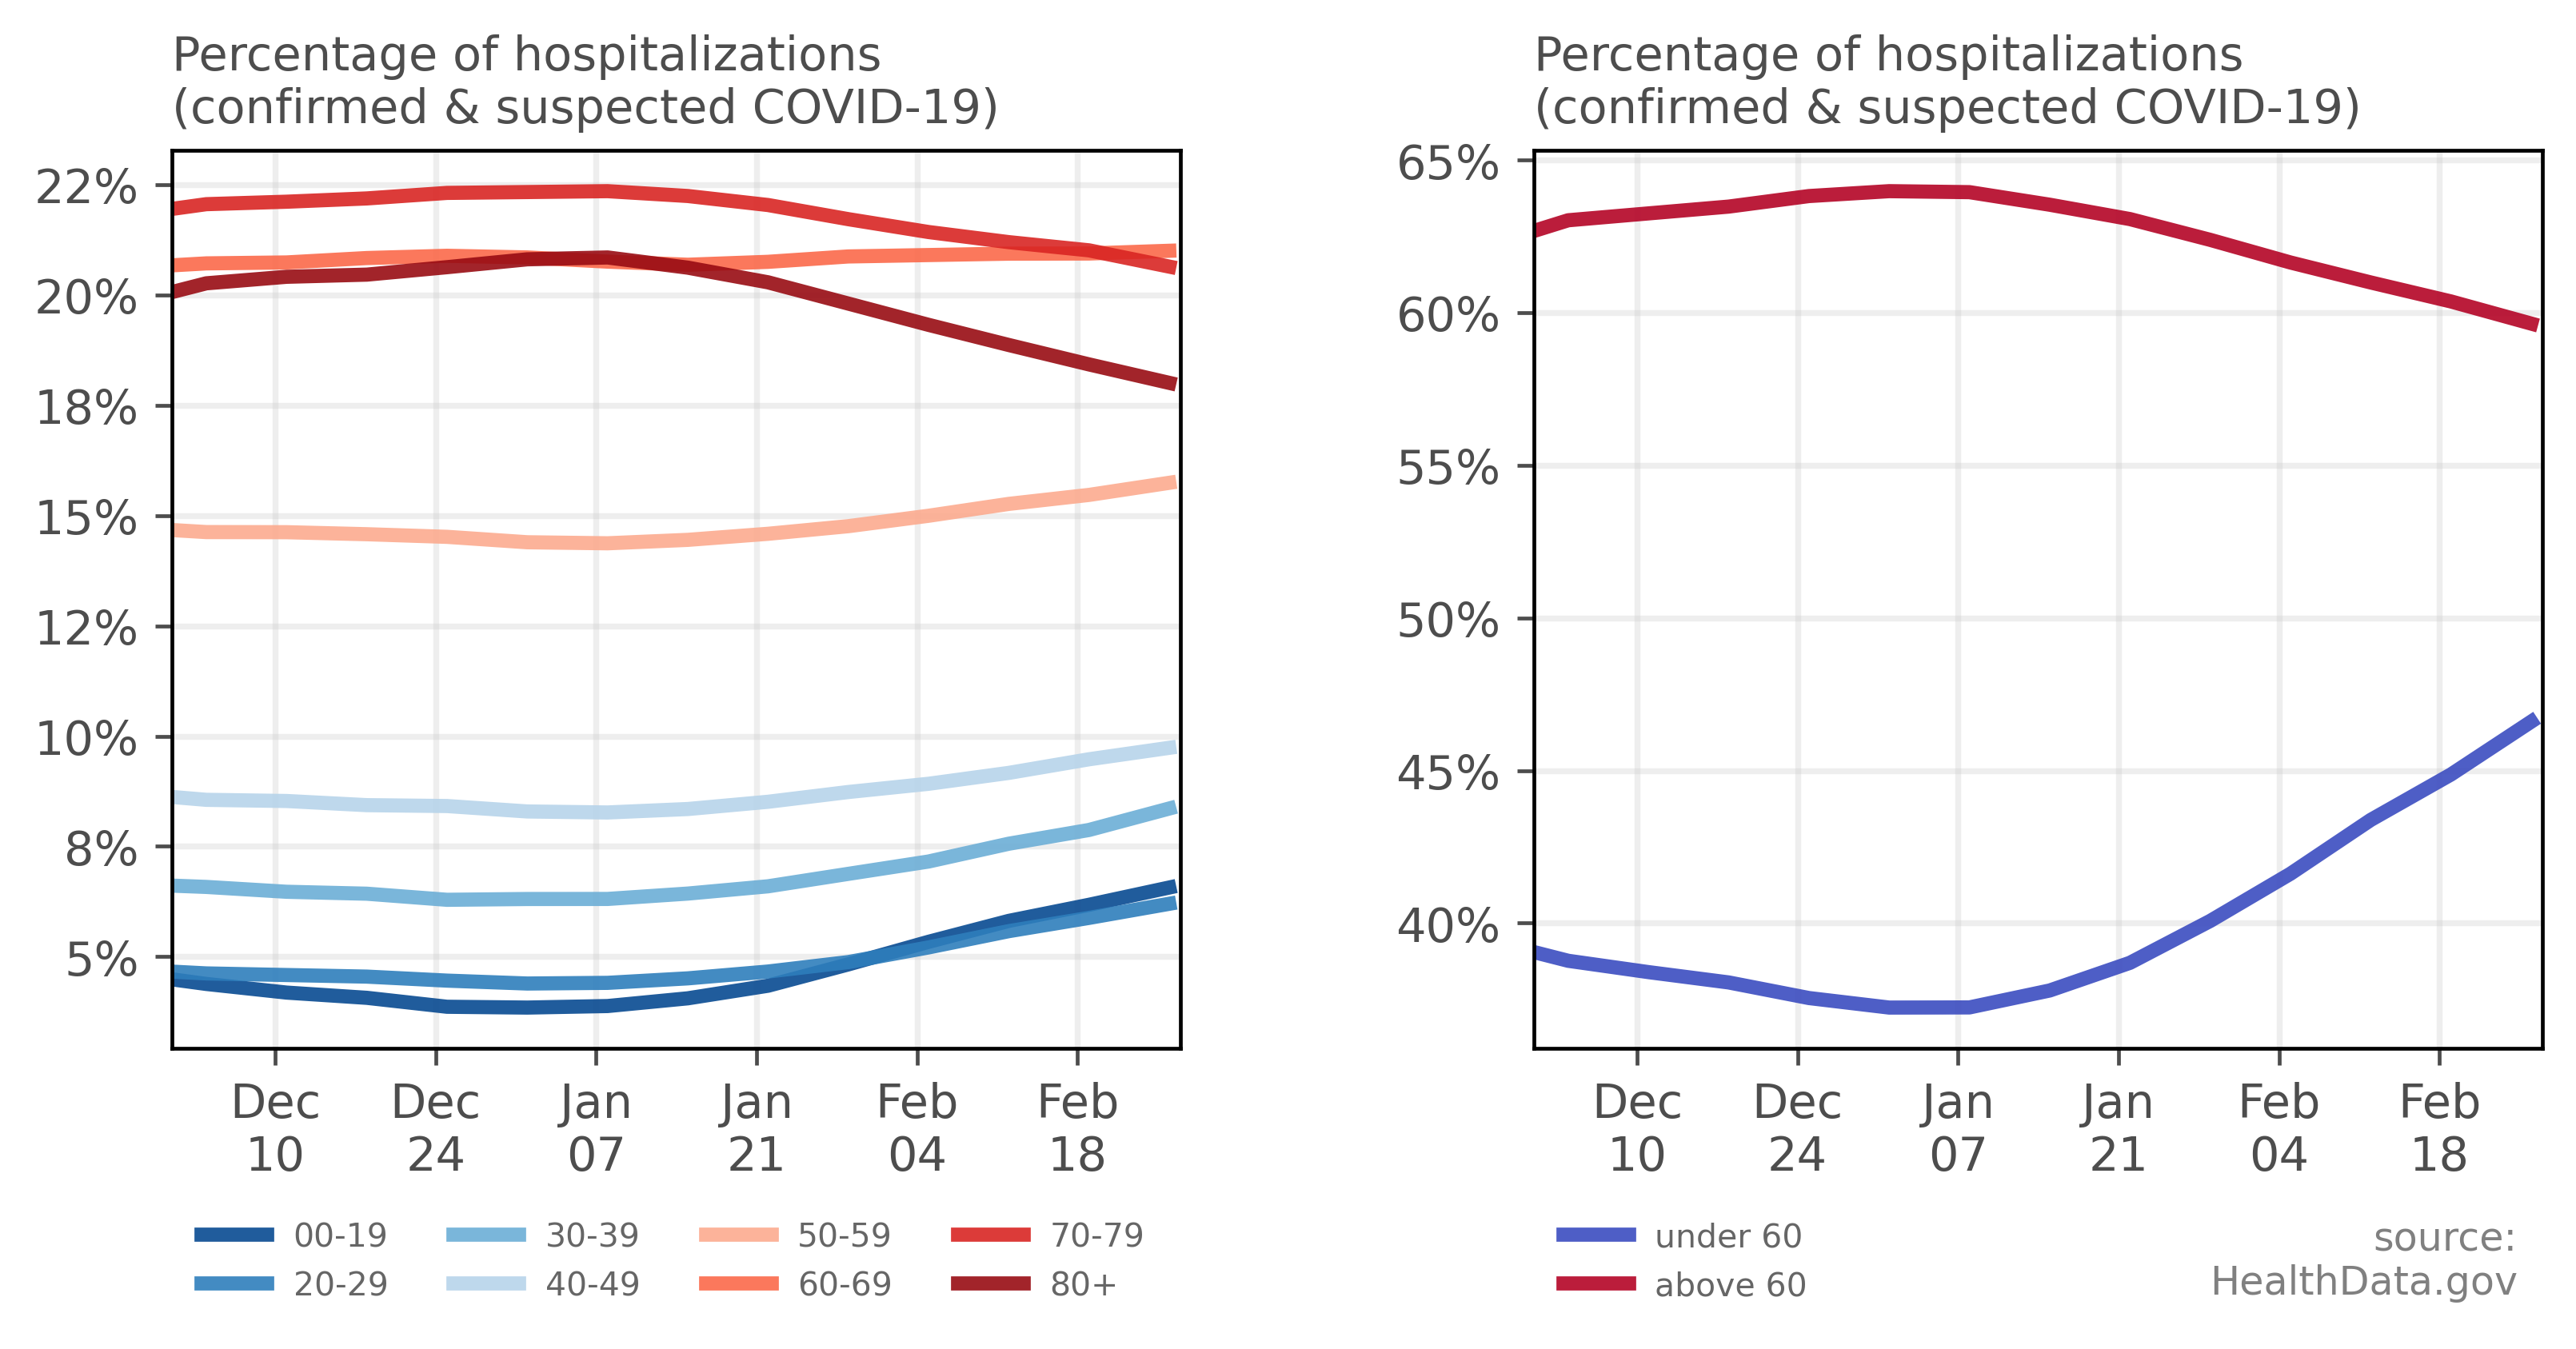 Percentage of hospitalizations
(confirmed & suspected COVID-19)
22%
20%
18%
15%
12%
10%
8%
5%
Dec
10
Dec
24
Jan
07
Jan
21
Feb
04
Feb
18
00-19
20-29
30-39
40-49
50-59
60-69
70-79
80+
Percentage of hospitalizations
(confirmed & suspected COVID-19)
65%
60%
55%
50%
45%
40%
Dec
10
Dec
24
Jan
07
Jan
21
Feb
04
Feb
18
under 60
above 60
source:
HealthData.gov